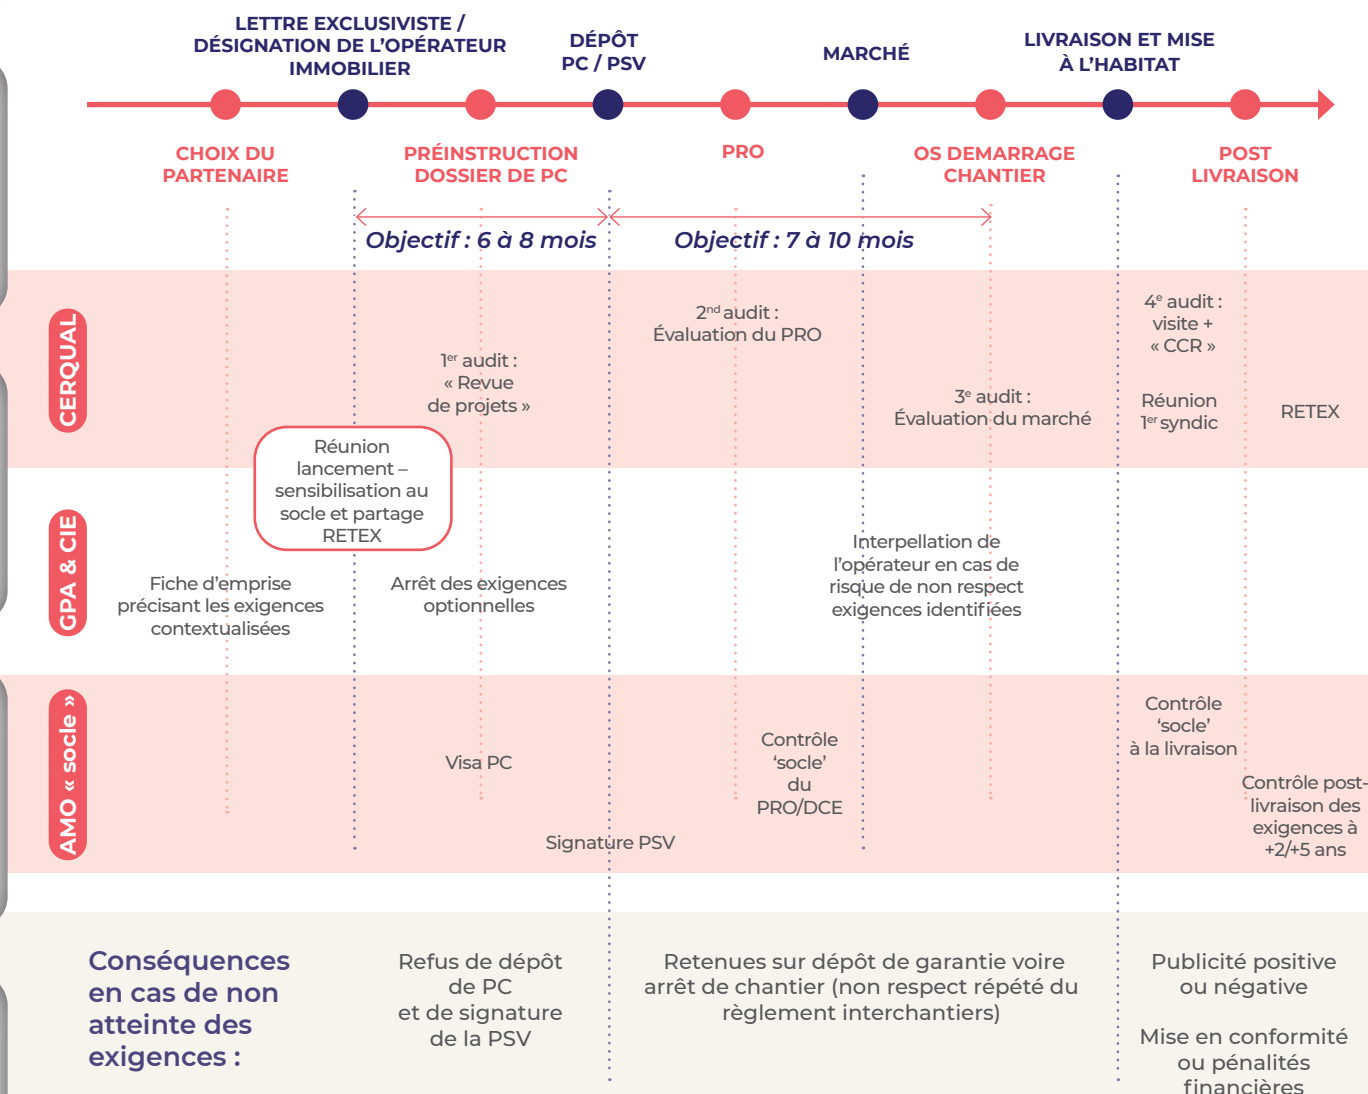 LETTRE EXCLUSIVISTE /
DÉSIGNATION DE L'OPÉRATEUR
IMMOBILIER
DÉPÔT
PC / PSV
MARCHÉ
LIVRAISON ET MISE
À L'HABITAT
CHOIX DU
PARTENAIRE
PRÉINSTRUCTION
DOSSIER DE PC
PRO
OS DEMARRAGE
CHANTIER
POST
LIVRAISON
Objectif : 6 à 8 mois
Objectif : 7 à 10 mois
CERQUAL
1er audit :
« Revue
de projets »
2nd audit :
Évaluation du PRO
3e audit :
Évaluation du marché
4e audit :
visite +
« CCR »
Réunion
1er syndic
RETEX
Réunion
lancement –
sensibilisation au
socle et partage
RETEX
GPA & CIE
Fiche d'emprise
précisant les exigences
contextualisées
Arrêt des exigences
optionnelles
Interpellation de
l'opérateur en cas de
risque de non respect
exigences identifiées
AMO « socle »
Visa PC
Signature PSV
Contrôle
'socle'
du
PRO/DCE
Contrôle
'socle'
à la livraison
Contrôle post-
livraison des
exigences à
+2/+5 ans
Conséquences
en cas de non
atteinte des
exigences :
Refus de dépôt
de PC
et de signature
de la PSV
Retenues sur dépôt de garantie voire
arrêt de chantier (non respect répété du
règlement interchantiers)
Publicité positive
ou négative
Mise en conformité
ou pénalités
financières